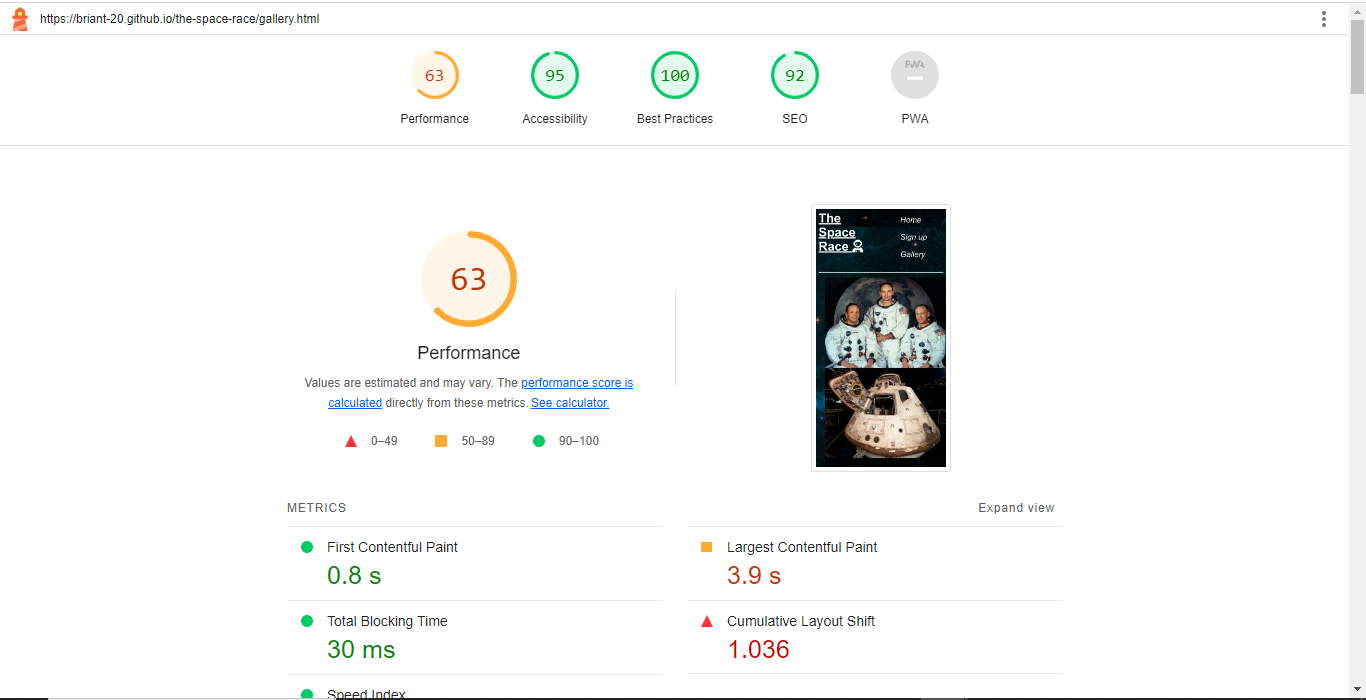 https://briant-20.github.io/the-space-race/gallery.html
63
95
100
92
PWA
Performance
Accessibility
Best Practices
SEO
PWA
The
Space
Race
Home
Sign up
Gallery
63
Performance
Values are estimated and may vary. The performance score is
calculated directly from these metrics. See calculator.
0–49
50–89
90–100
METRICS
Expand view
First Contentful Paint
0.8 s
Largest Contentful Paint
3.9 s
Total Blocking Time
30 ms
Cumulative Layout Shift
1.036
Speed Index